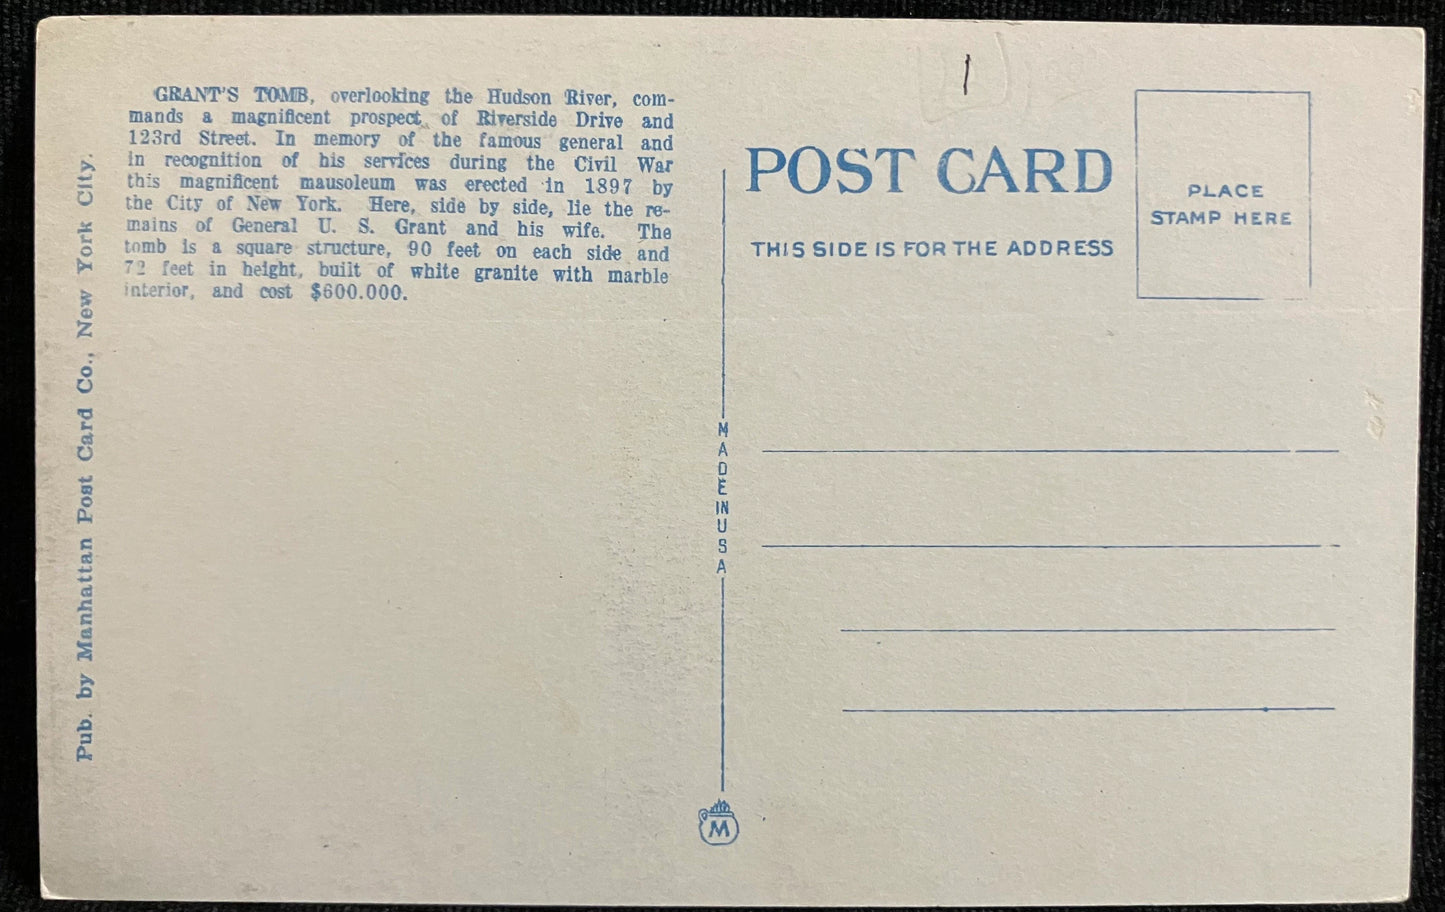 GRANT'S TOMB, overlooking the Hudson River, com-
mands a magnificent prospect of Riverside Drive and
123rd Street. In memory of the famous general and
in recognition of his services during the Civil War
this magnificent mausoleum was erected in 1897 by
the City of New York. Here, side by side, lie the re-
mains of General U. S. Grant and his wife. The
tomb is a square structure, 90 feet on each side and
72 feet in height, built of white granite with marble
interior, and cost $600.000.
Pub. by Manhattan Post Card Co., New York City.
MADE IN USA
M
1
POST CARD
THIS SIDE IS FOR THE ADDRESS
PLACE
STAMP HERE